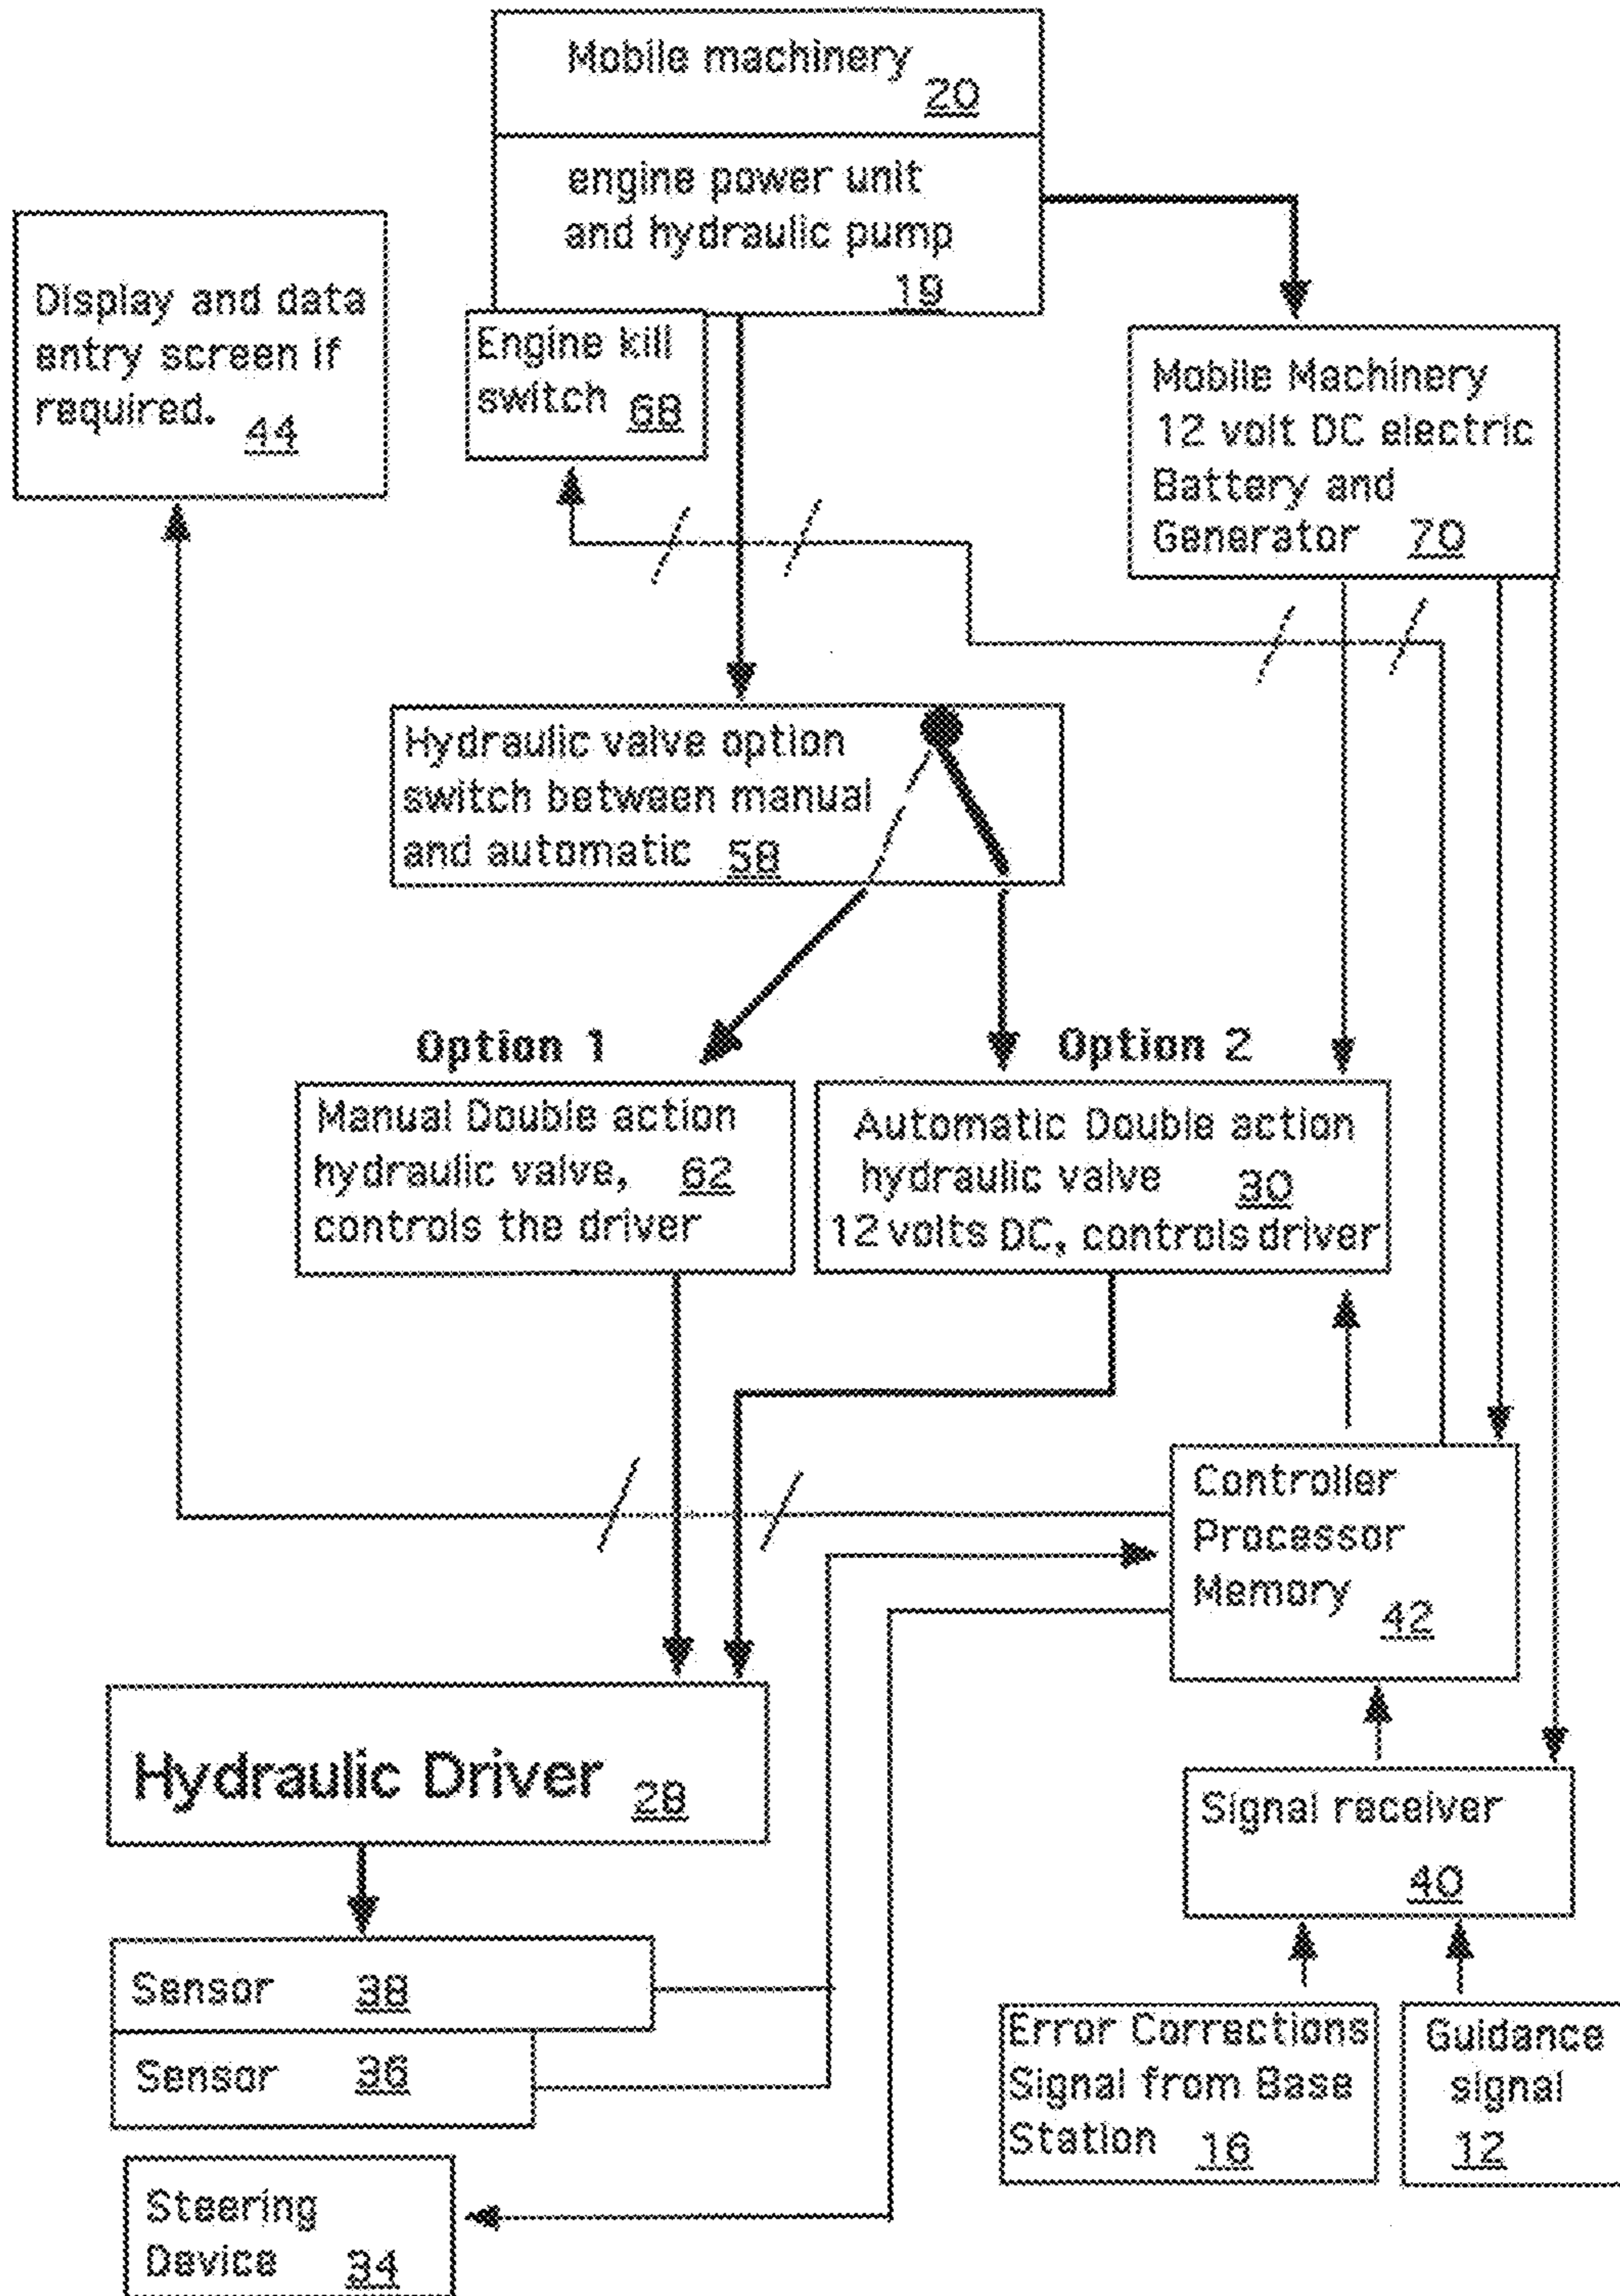 Mobile machinery
20
engine power unit
and hydraulic pump
19
Display and data
entry screen if
required. 44
Engine kill
switch 68
Mobile Machinery
12 volt DC electric
Battery and
Generator 70
Hydraulic valve option
switch between manual
and automatic 58
Option 1
Option 2
Manual Double action
hydraulic valve, 62
controls the driver
Automatic Double action
hydraulic valve 30
12 volts DC, controls driver
Controller
Processor
Memory 42
Hydraulic Driver 28
Signal receiver
40
Sensor 38
Sensor 36
Error Corrections
Signal from Base
Station 16
Guidance
signal
12
Steering
Device 34